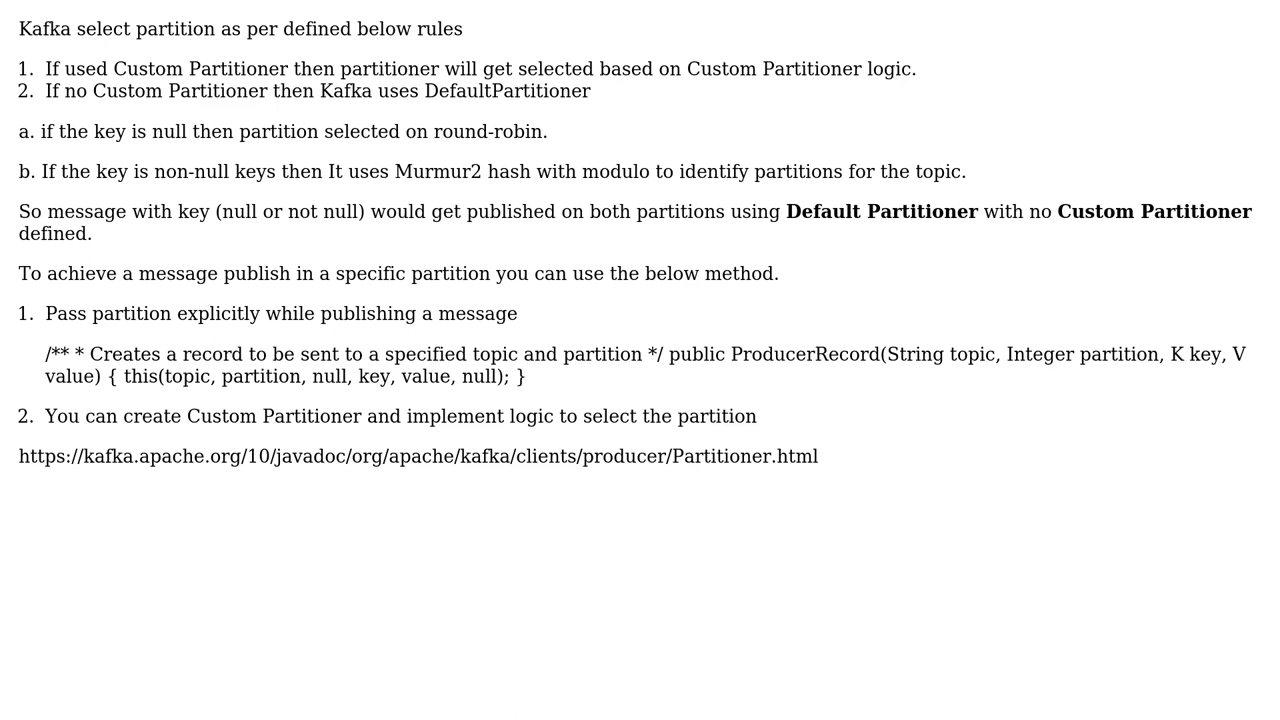 Kafka select partition as per defined below rules
1. If used Custom Partitioner then partitioner will get selected based on Custom Partitioner logic.
2. If no Custom Partitioner then Kafka uses DefaultPartitioner
a. if the key is null then partition selected on round-robin.
b. If the key is non-null keys then It uses Murmur2 hash with modulo to identify partitions for the topic.
So message with key (null or not null) would get published on both partitions using Default Partitioner with no Custom Partitioner
defined.
To achieve a message publish in a specific partition you can use the below method.
1. Pass partition explicitly while publishing a message
/** * Creates a record to be sent to a specified topic and partition */ public ProducerRecord(String topic, Integer partition, K key, V
value) { this(topic, partition, null, key, value, null); }
2. You can create Custom Partitioner and implement logic to select the partition
https://kafka.apache.org/10/javadoc/org/apache/kafka/clients/producer/Partitioner.html